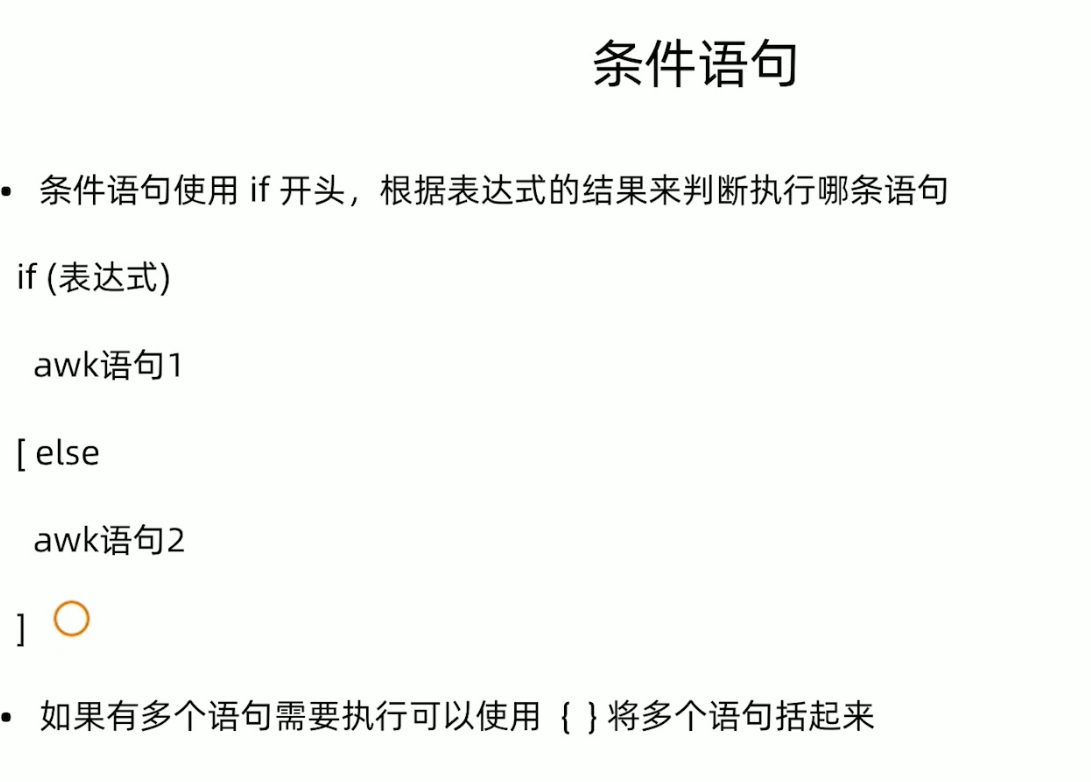 条件语句
• 条件语句使用 if 开头，根据表达式的结果来判断执行哪条语句
if (表达式)
awk语句1
[ else
awk语句2
]
• 如果有多个语句需要执行可以使用 { } 将多个语句括起来